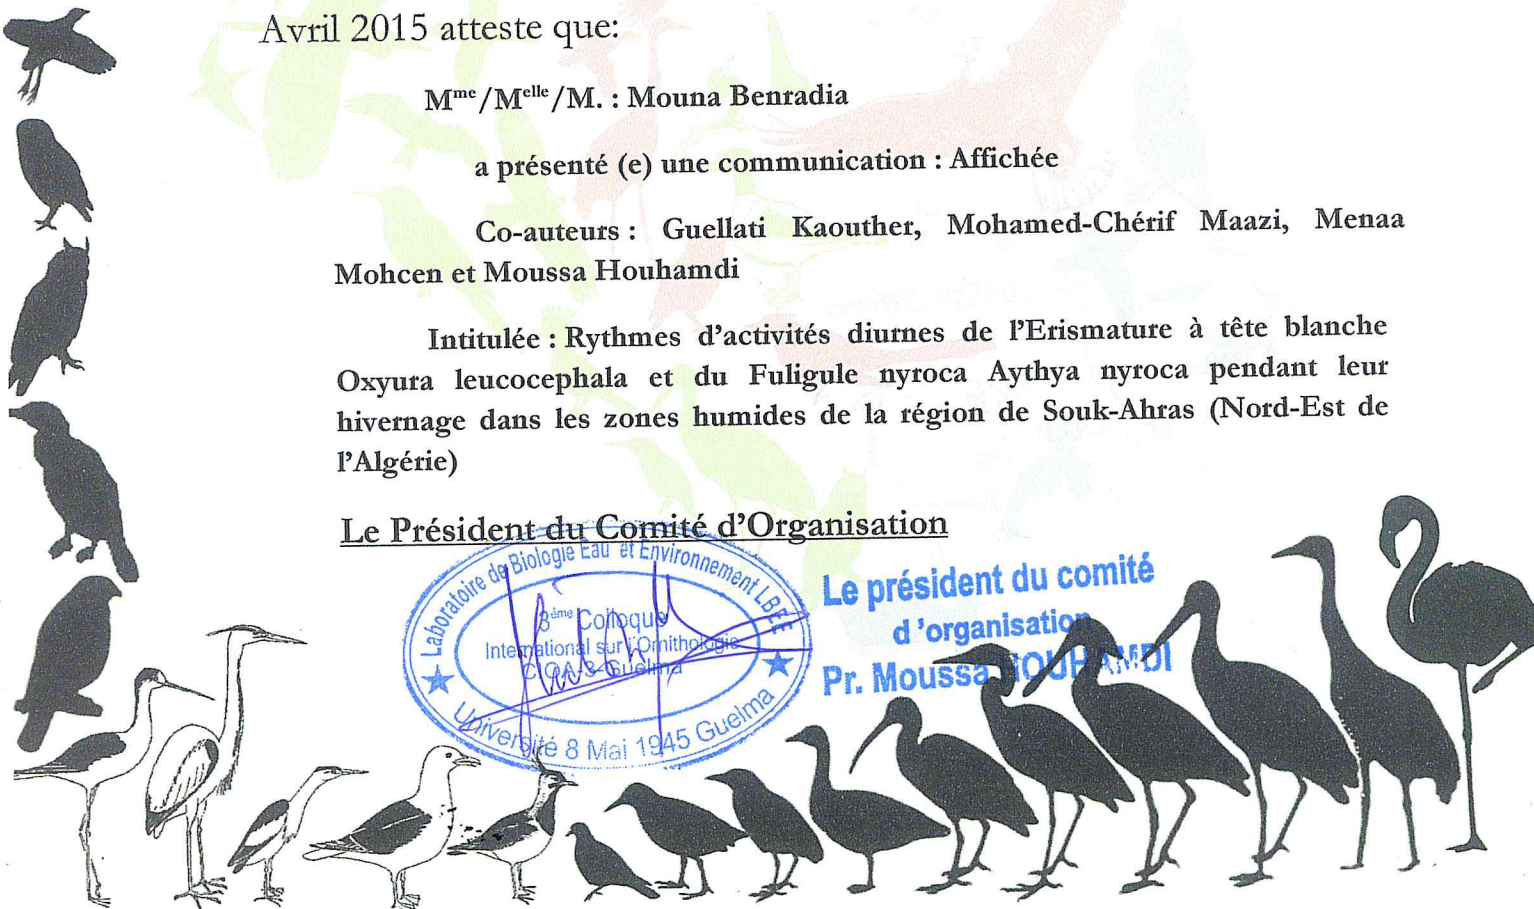 Avril 2015 atteste que:
Mme/Melle/M. : Mouna Benradia
a présenté (e) une communication : Affichée
Co-auteurs : Guellati Kaouther, Mohamed-Chérif Maazi, Menaa
Mohcen et Moussa Houhamdi
Intitulée : Rythmes d'activités diurnes de l'Erismature à tête blanche
Oxyura leucocephala et du Fuligule nyroca Aythya nyroca pendant leur
hivernage dans les zones humides de la région de Souk-Ahras (Nord-Est de
l'Algérie)
Le Président du Comité d'Organisation
Laboratoire de Biologie Eau et Environnement LBEE
3ème Colloque
International sur l'Ornithologie
Guelma
Université 8 Mai 1945 Guelma
Le président du comité
d'organisation
Pr. Moussa HOUHAMDI